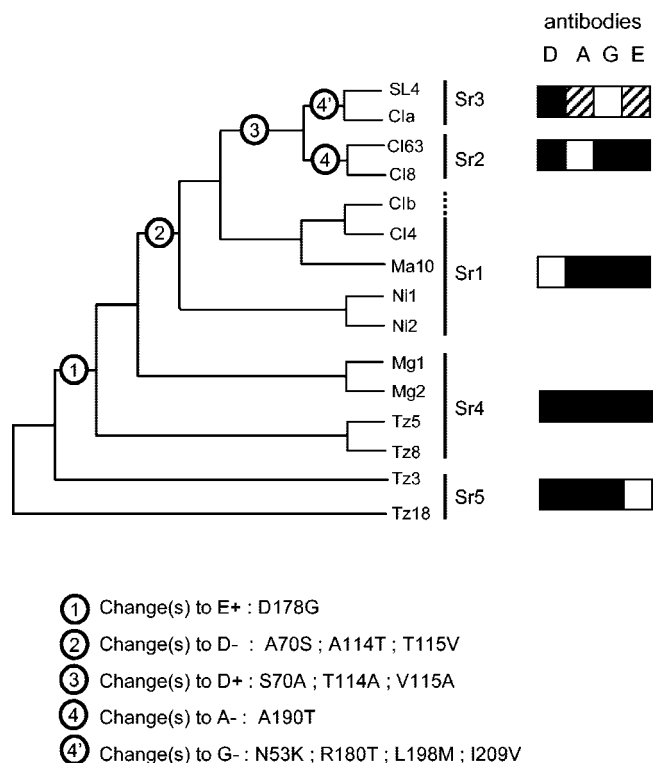 antibodies
D A G E
SL4
Cla
Sr3
Cl63
Cl8
Sr2
Clb
Cl4
Ma10
Ni1
Ni2
Sr1
Mg1
Mg2
Tz5
Tz8
Sr4
Tz3
Tz18
Sr5
4'
3
4
2
1
1 Change(s) to E+ : D178G
2 Change(s) to D- : A70S ; A114T ; T115V
3 Change(s) to D+ : S70A ; T114A ; V115A
4 Change(s) to A- : A190T
4' Change(s) to G- : N53K ; R180T ; L198M ; I209V